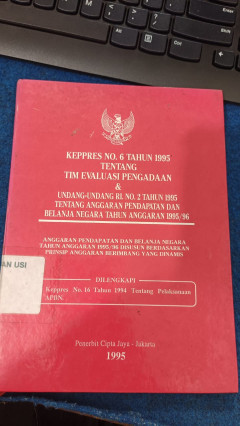 KEPPRES NO. 6 TAHUN 1995
TENTANG
TIM EVALUASI PENGADAAN
&
UNDANG-UNDANG RI. NO. 2 TAHUN 1995
TENTANG ANGGARAN PENDAPATAN DAN
BELANJA NEGARA TAHUN ANGGARAN 1995/96
ANGGARAN PENDAPATAN DAN BELANJA NEGARA
TAHUN ANGGARAN 1995/96 DISUSUN BERDASARKAN
PRINSIP ANGGARAN BERIMBANG YANG DINAMIS
AN USI
DILENGKAPI
Keppres No. 16 Tahun 1994 Tentang Pelaksanaan
APBN.
Penerbit Cipta Jaya - Jakarta
1995